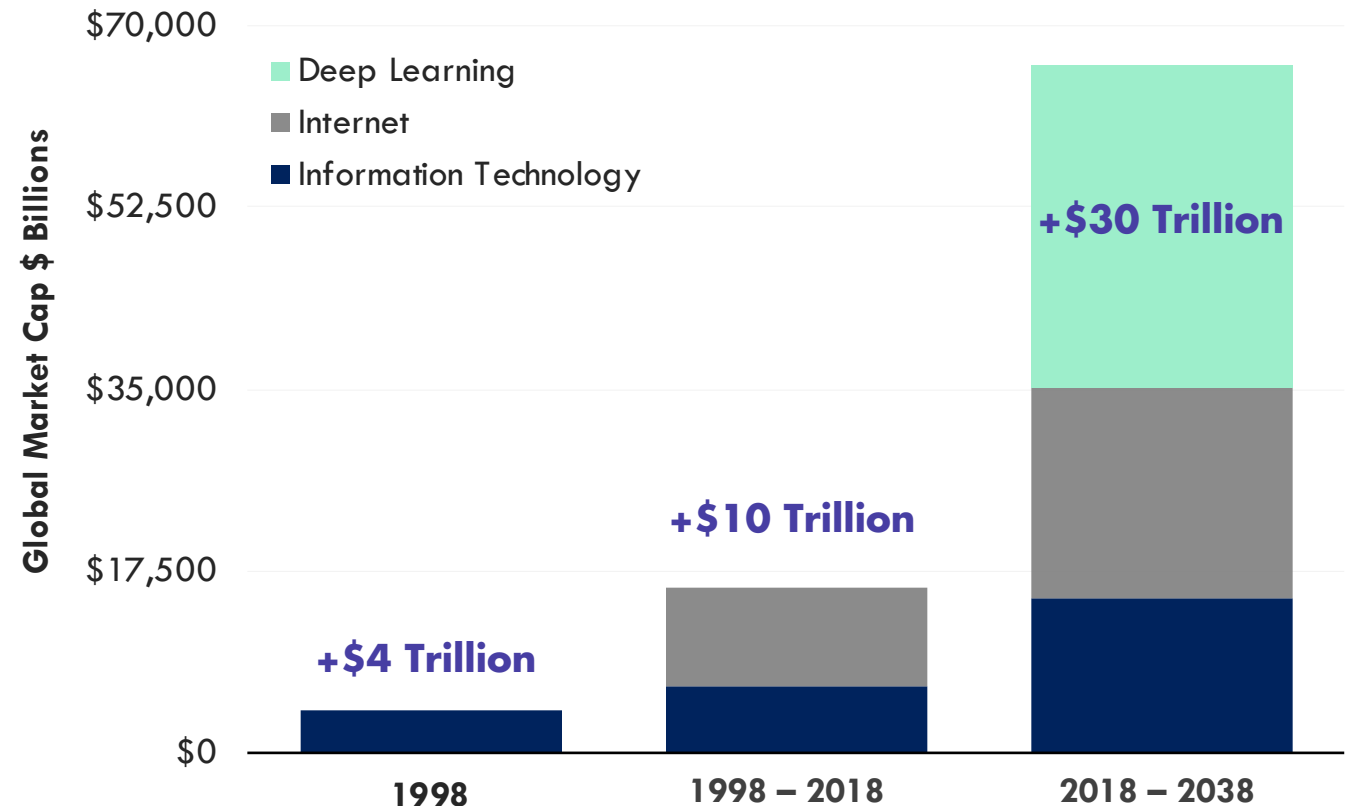 Global Market Cap $ Billions
$70,000
$52,500
$35,000
$17,500
$0
Deep Learning
Internet
Information Technology
+$4 Trillion
+$10 Trillion
+$30 Trillion
1998
1998 – 2018
2018 – 2038